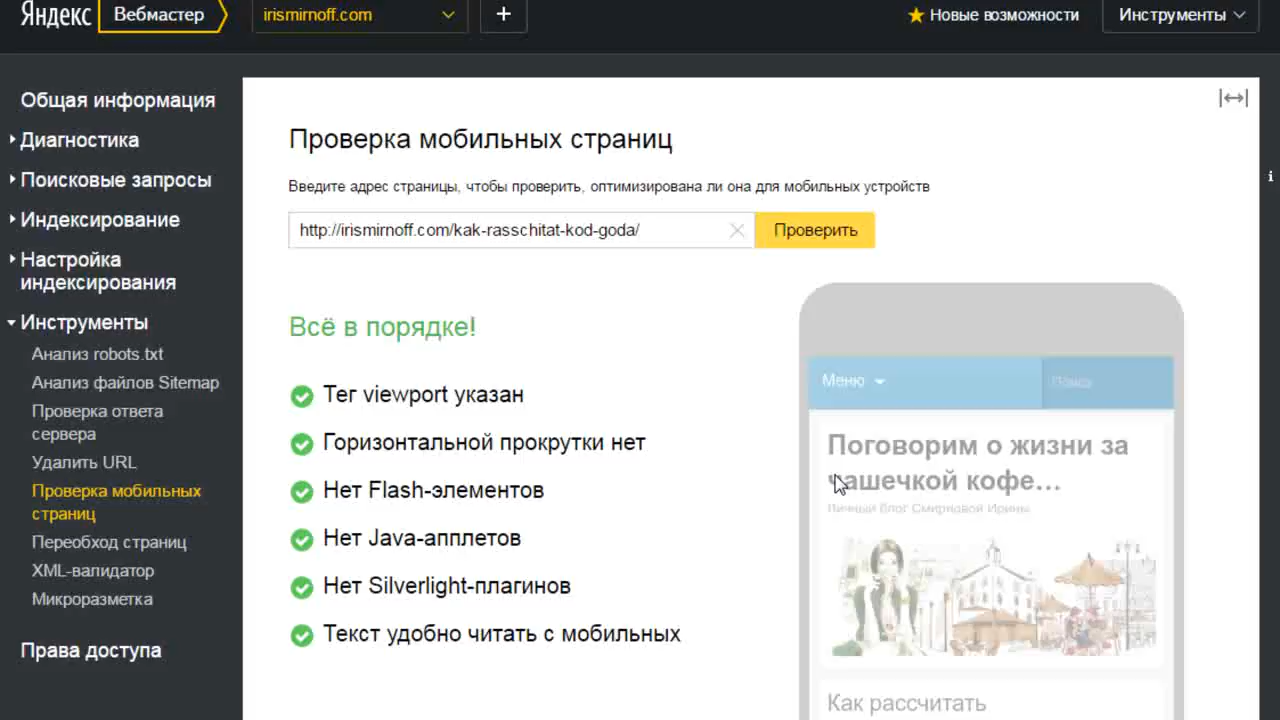 Яндекс Вебмастер irismirnoff.com + Новые возможности Инструменты
Общая информация
Диагностика
Поисковые запросы
Индексирование
Настройка
индексирования
Инструменты
Анализ robots.txt
Анализ файлов Sitemap
Проверка ответа
сервера
Удалить URL
Проверка мобильных
страниц
Переобход страниц
XML-валидатор
Микроразметка
Права доступа
Проверка мобильных страниц
Введите адрес страницы, чтобы проверить, оптимизирована ли она для мобильных устройств
http://irismirnoff.com/kak-rasschitat-kod-goda/ Проверить
Всё в порядке!
Тег viewport указан
Горизонтальной прокрутки нет
Нет Flash-элементов
Нет Java-апплетов
Нет Silverlight-плагинов
Текст удобно читать с мобильных
Меню Поиск
Поговорим о жизни за
чашечкой кофе…
Личный блог Смирновой Ирины
Как рассчитать